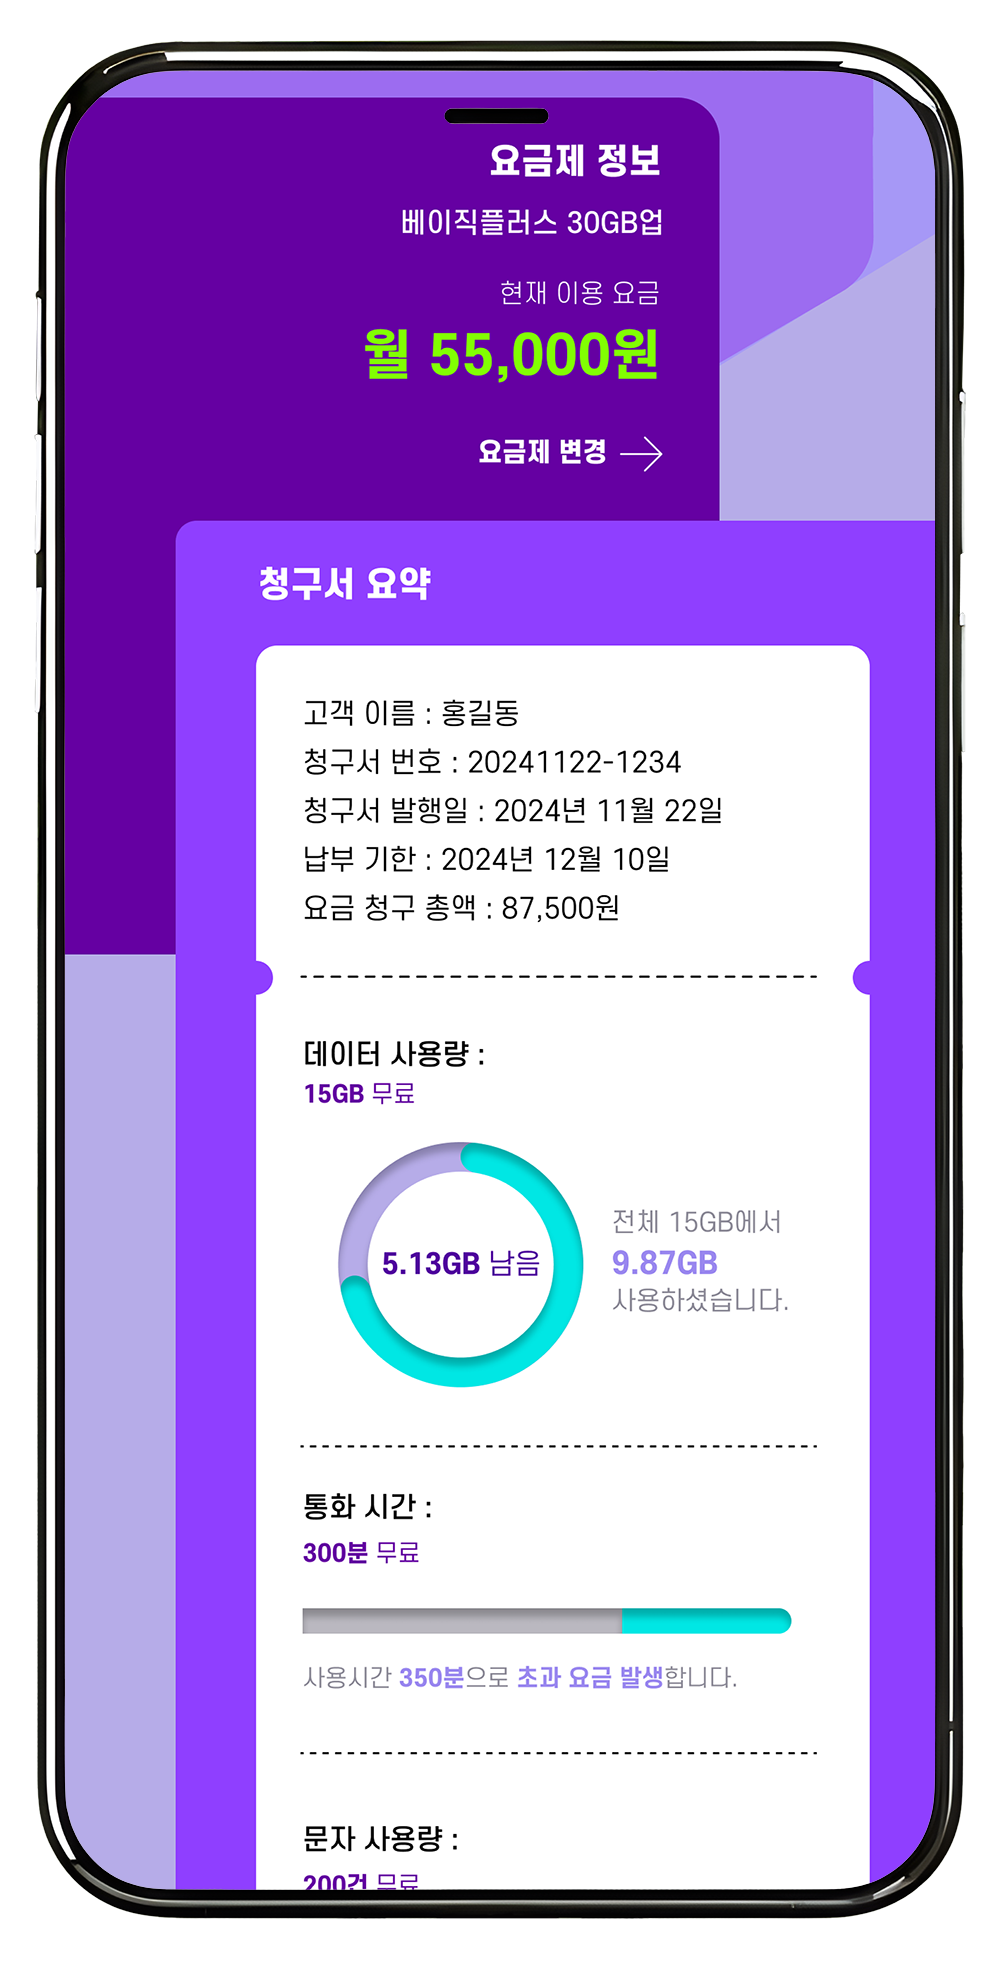 요금제 정보
베이직플러스 30GB업
현재 이용 요금
월 55,000원
요금제 변경
청구서 요약
고객 이름 : 홍길동
청구서 번호 : 20241122-1234
청구서 발행일 : 2024년 11월 22일
납부 기한 : 2024년 12월 10일
요금 청구 총액 : 87,500원
데이터 사용량 :
15GB 무료
5.13GB 남음
전체 15GB에서
9.87GB
사용하셨습니다.
통화 시간 :
300분 무료
사용시간 350분으로 초과 요금 발생합니다.
문자 사용량 :
200건 무료